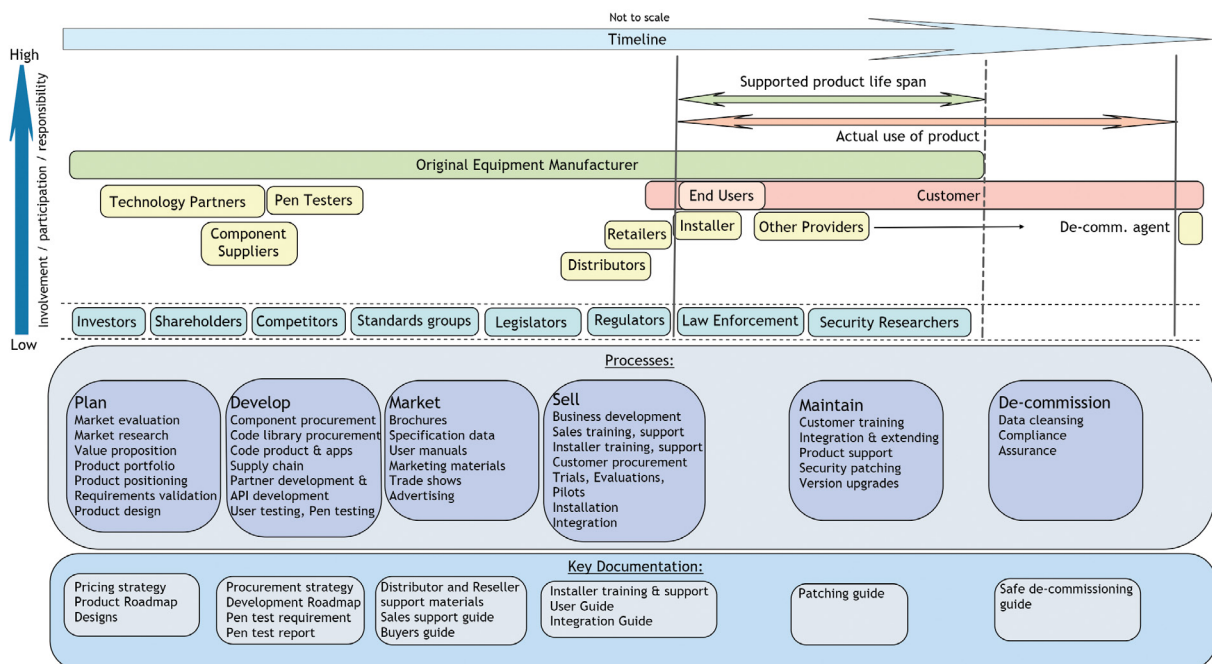 Not to scale
Timeline
High
Supported product life span
Actual use of product
Involvement / participation / responsibility
Original Equipment Manufacturer
Technology Partners
Pen Testers
End Users
Customer
Component
Suppliers
Retailers
Installer
Other Providers
De-comm. agent
Distributors
Investors
Shareholders
Competitors
Standards groups
Legislators
Regulators
Law Enforcement
Security Researchers
Low
Processes:
Plan
Market evaluation
Market research
Value proposition
Product portfolio
Product positioning
Requirements validation
Product design
Develop
Component procurement
Code library procurement
Code product & apps
Supply chain
Partner development &
API development
User testing, Pen testing
Market
Brochures
Specification data
User manuals
Marketing materials
Trade shows
Advertising
Sell
Business development
Sales training, support
Installer training, support
Customer procurement
Trials, Evaluations,
Pilots
Installation
Integration
Maintain
Customer training
Integration & extending
Product support
Security patching
Version upgrades
De-commission
Data cleansing
Compliance
Assurance
Key Documentation:
Pricing strategy
Product Roadmap
Designs
Procurement strategy
Development Roadmap
Pen test requirement
Pen test report
Distributor and Reseller
support materials
Sales support guide
Buyers guide
Installer training & support
User Guide
Integration Guide
Patching guide
Safe de-commissioning
guide